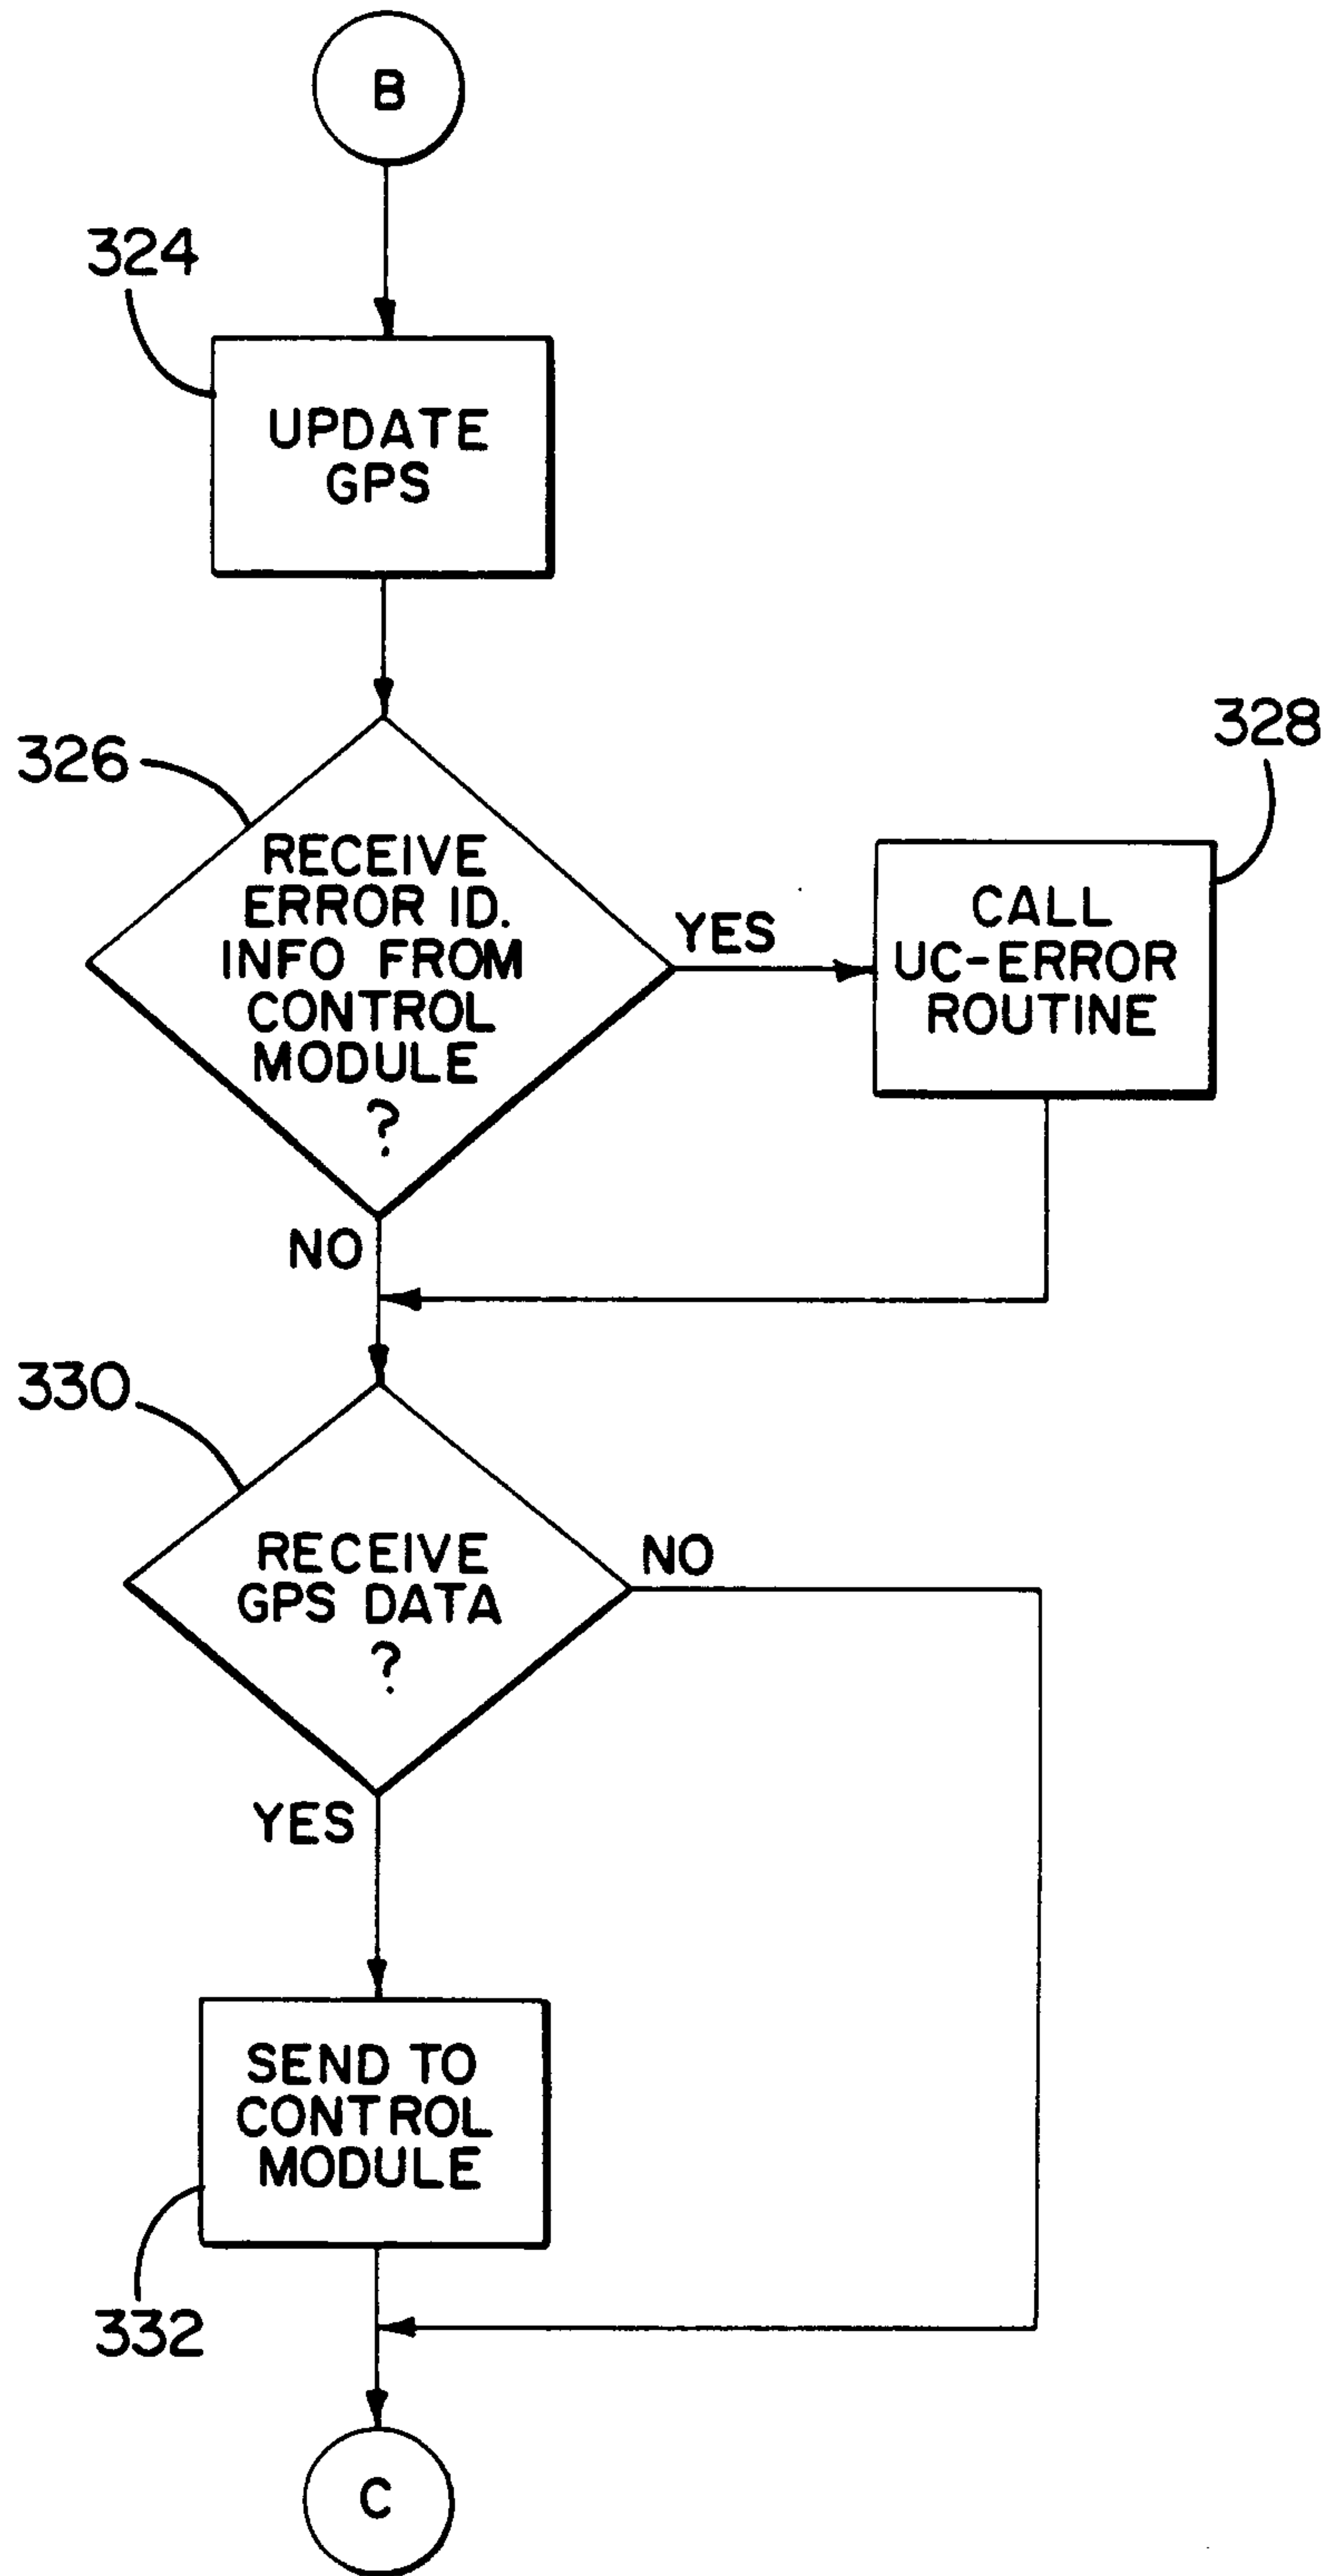 B
324
UPDATE
GPS
326
RECEIVE
ERROR ID.
INFO FROM
CONTROL
MODULE
?
YES
328
CALL
UC-ERROR
ROUTINE
NO
330
RECEIVE
GPS DATA
?
NO
YES
SEND TO
CONTROL
MODULE
332
C